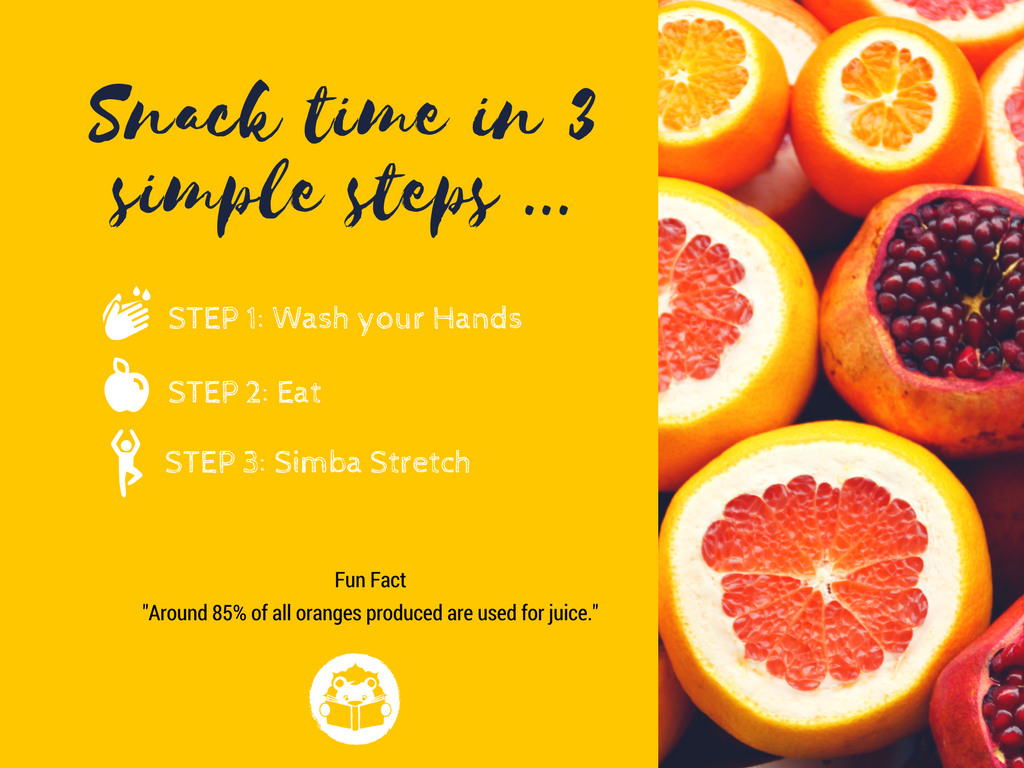 Snack time in 3
simple steps ...
STEP 1: Wash your Hands
STEP 2: Eat
STEP 3: Simba Stretch
Fun Fact
"Around 85% of all oranges produced are used for juice."